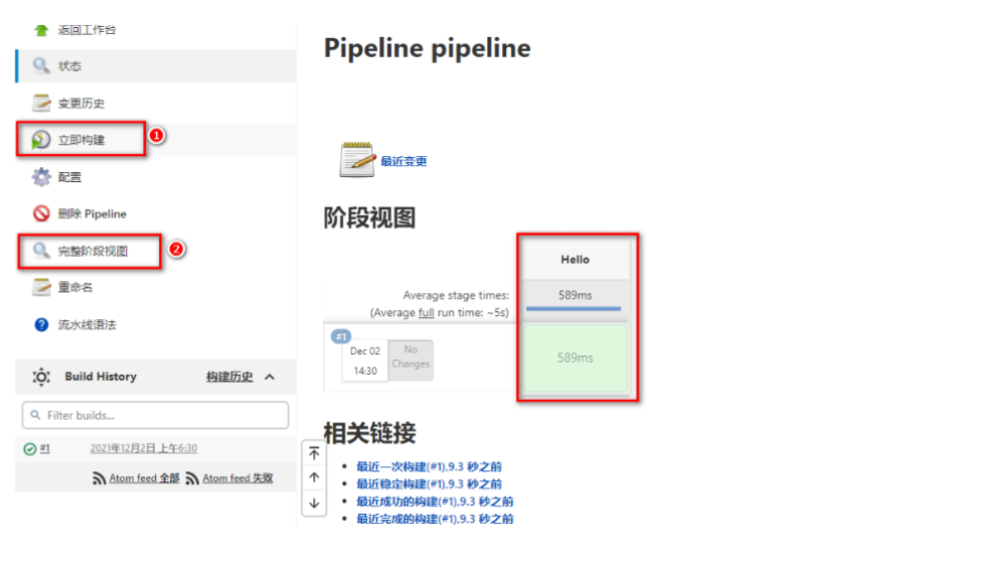 返回工作台
状态
变更历史
立即构建
1
配置
删除 Pipeline
完整阶段视图
2
重命名
流水线语法
Build History 构建历史
Filter builds...
#1 2021年12月2日 上午6:30
Atom feed 全部 Atom feed 失败
Pipeline pipeline
最近变更
阶段视图
Hello
Average stage times: 589ms
(Average full run time: ~5s)
#1
Dec 02
14:30
No
Changes
589ms
相关链接
最近一次构建(#1),9.3 秒之前
最近稳定构建(#1),9.3 秒之前
最近成功的构建(#1),9.3 秒之前
最近完成的构建(#1),9.3 秒之前